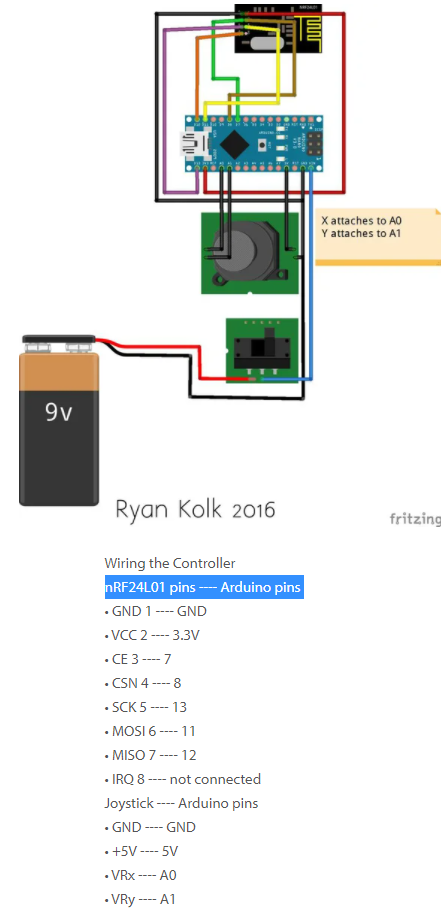 X attaches to A0
Y attaches to A1
9v
Ryan Kolk 2016
fritzing
Wiring the Controller
nRF24L01 pins ---- Arduino pins
• GND 1 ---- GND
• VCC 2 ---- 3.3V
• CE 3 ---- 7
• CSN 4 ---- 8
• SCK 5 ---- 13
• MOSI 6 ---- 11
• MISO 7 ---- 12
• IRQ 8 ---- not connected
Joystick ---- Arduino pins
• GND ---- GND
• +5V ---- 5V
• VRx ---- A0
• VRy ---- A1